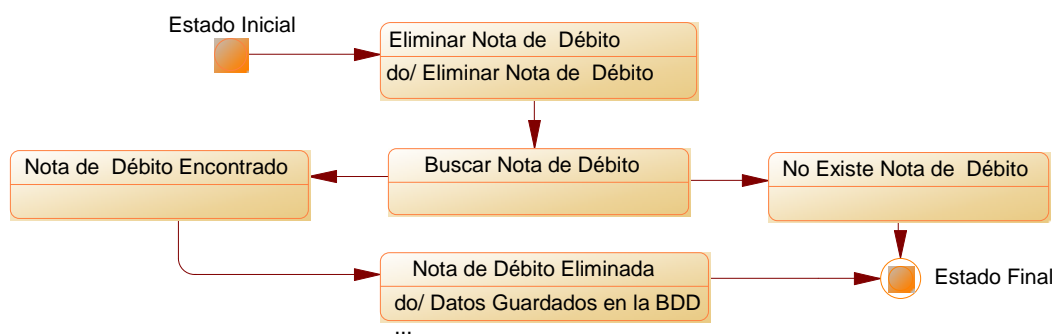 Estado Inicial
Eliminar Nota de Débito
do/ Eliminar Nota de Débito
Nota de Débito Encontrado
Buscar Nota de Débito
No Existe Nota de Débito
Nota de Débito Eliminada
do/ Datos Guardados en la BDD
...
Estado Final